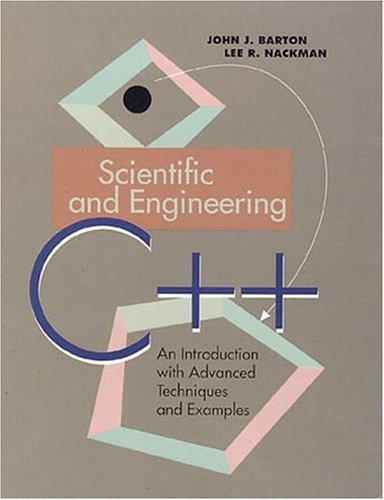 JOHN J. BARTON
LEE R. NACKMAN
Scientific
and Engineering
C++
An Introduction
with Advanced
Techniques
and Examples